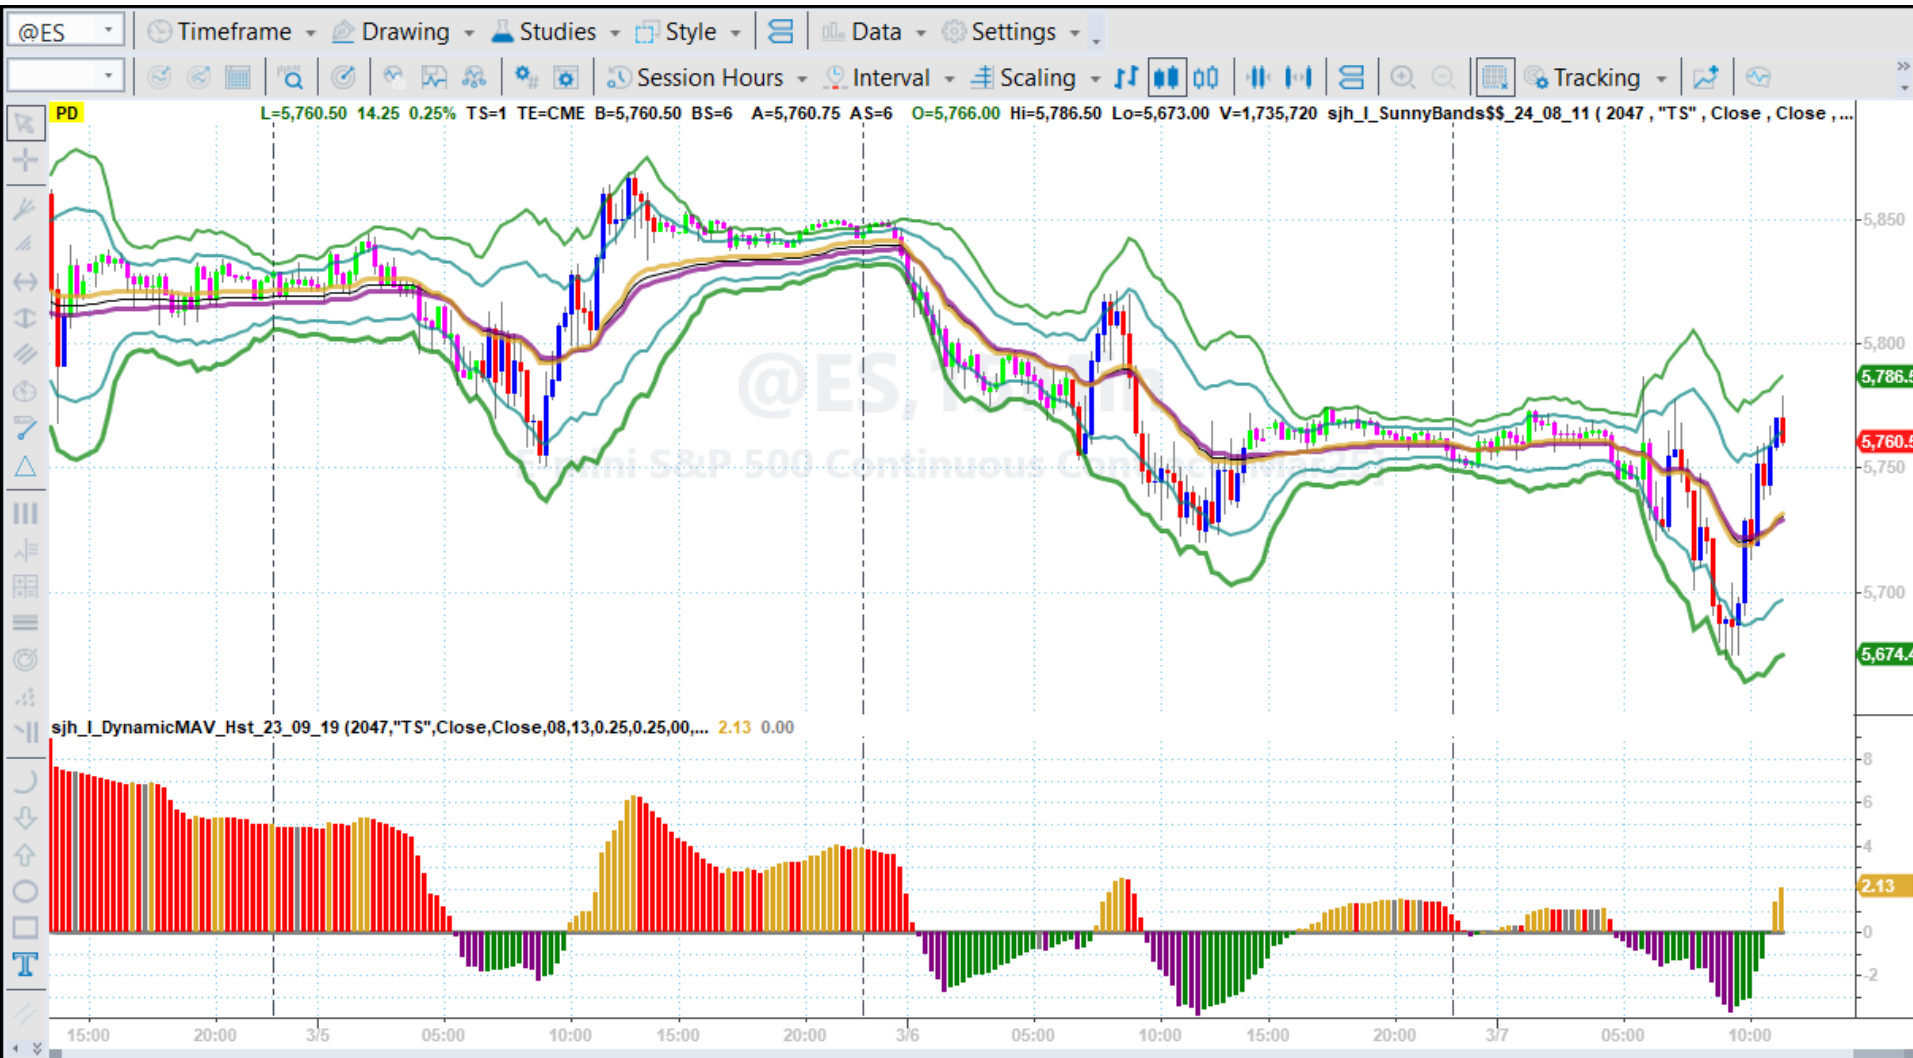 @ES Timeframe Drawing Studies Style Data Settings
Session Hours Interval Scaling Tracking
PD L=5,760.50 14.25 0.25% TS=1 TE=CME B=5,760.50 BS=6 A=5,760.75 AS=6 O=5,766.00 Hi=5,786.50 Lo=5,673.00 V=1,735,720 sjh_I_SunnyBands$$_24_08_11 ( 2047 , "TS" , Close , Close , ...
5,850
@ES,
5,800
5,786.5
5,760.5
S&P 500 Continuous
5,750
5,700
5,674.4
sjh_I_DynamicMAV_Hst_23_09_19 (2047,"TS",Close,Close,08,13,0.25,0.25,00,... 2.13 0.00
8
6
4
2.13
0
-2
15:00 20:00 3/5 05:00 10:00 15:00 20:00 3/6 05:00 10:00 15:00 20:00 3/7 05:00 10:00